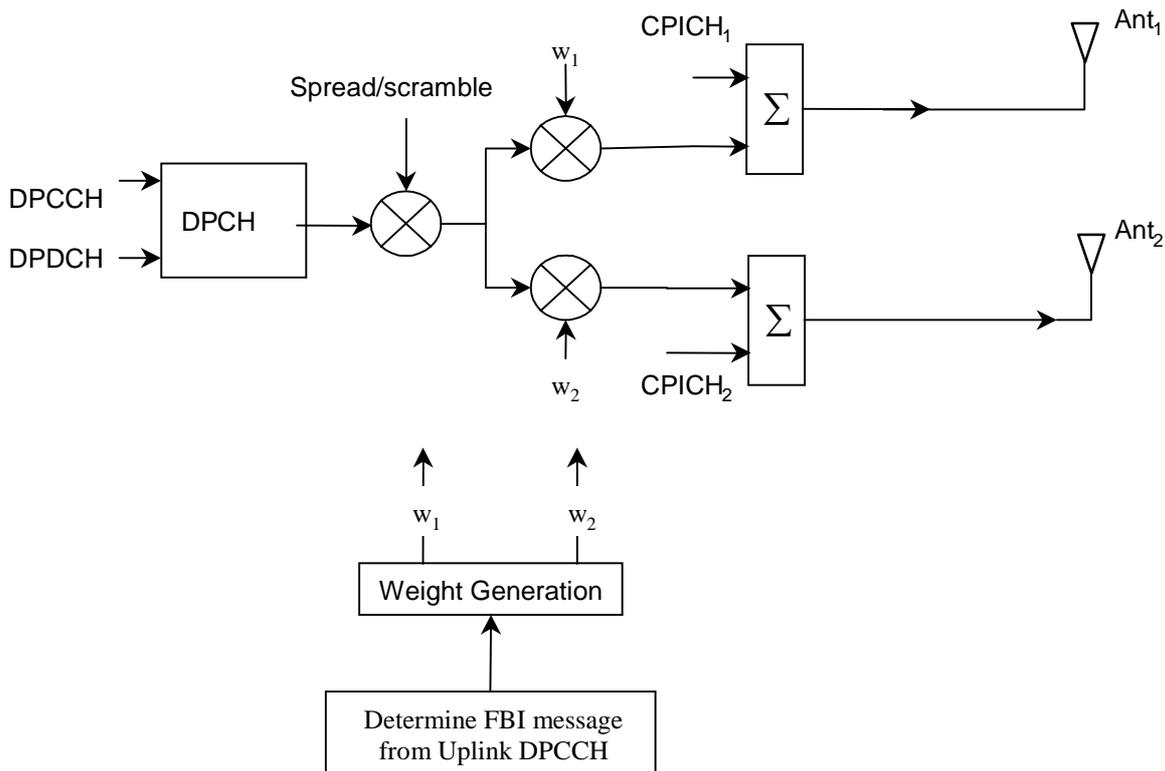 CPICH₁
Ant₁
w₁
Spread/scramble
Σ
DPCCH
DPCH
DPDCH
Ant₂
Σ
w₂
CPICH₂
w₁
w₂
Weight Generation
Determine FBI message
from Uplink DPCCH